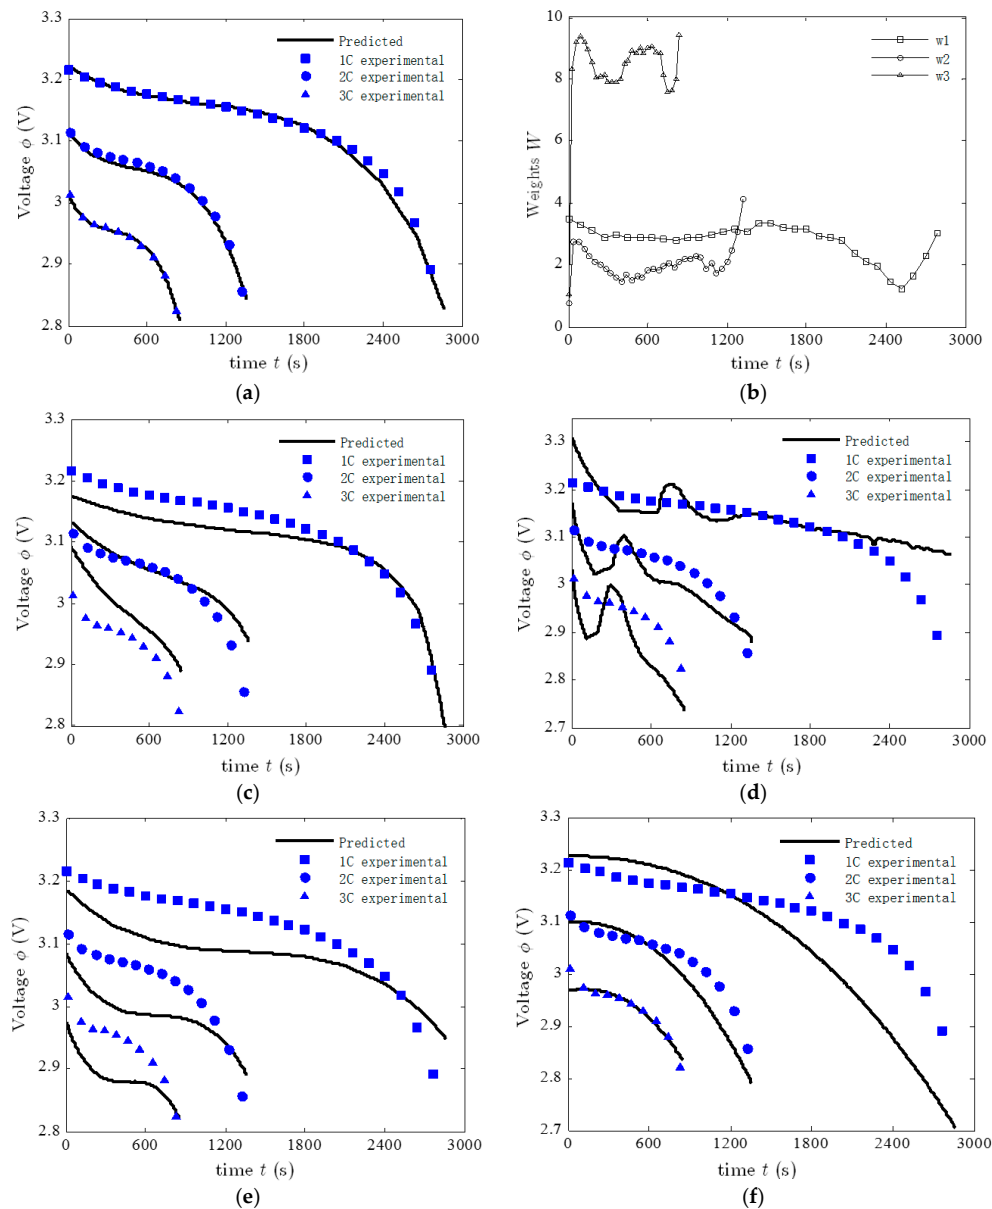 3.3
3.2
3.1
3
2.9
2.8
Voltage ϕ (V)
Predicted
1C experimental
2C experimental
3C experimental
0 600 1200 1800 2400 3000
time t (s)
(a)
10
8
6
4
2
0
Weights W
w1
w2
w3
0 600 1200 1800 2400 3000
time t (s)
(b)
3.3
3.2
3.1
3
2.9
2.8
Voltage ϕ (V)
Predicted
1C experimental
2C experimental
3C experimental
0 600 1200 1800 2400 3000
time t (s)
(c)
3.3
3.2
3.1
3
2.9
2.8
2.7
Voltage ϕ (V)
Predicted
1C experimental
2C experimental
3C experimental
0 600 1200 1800 2400 3000
time t (s)
(d)
3.3
3.2
3.1
3
2.9
2.8
Voltage ϕ (V)
Predicted
1C experimental
2C experimental
3C experimental
0 600 1200 1800 2400 3000
time t (s)
(e)
3.3
3.2
3.1
3
2.9
2.8
2.7
Voltage ϕ (V)
Predicted
1C experimental
2C experimental
3C experimental
0 600 1200 1800 2400 3000
time t (s)
(f)